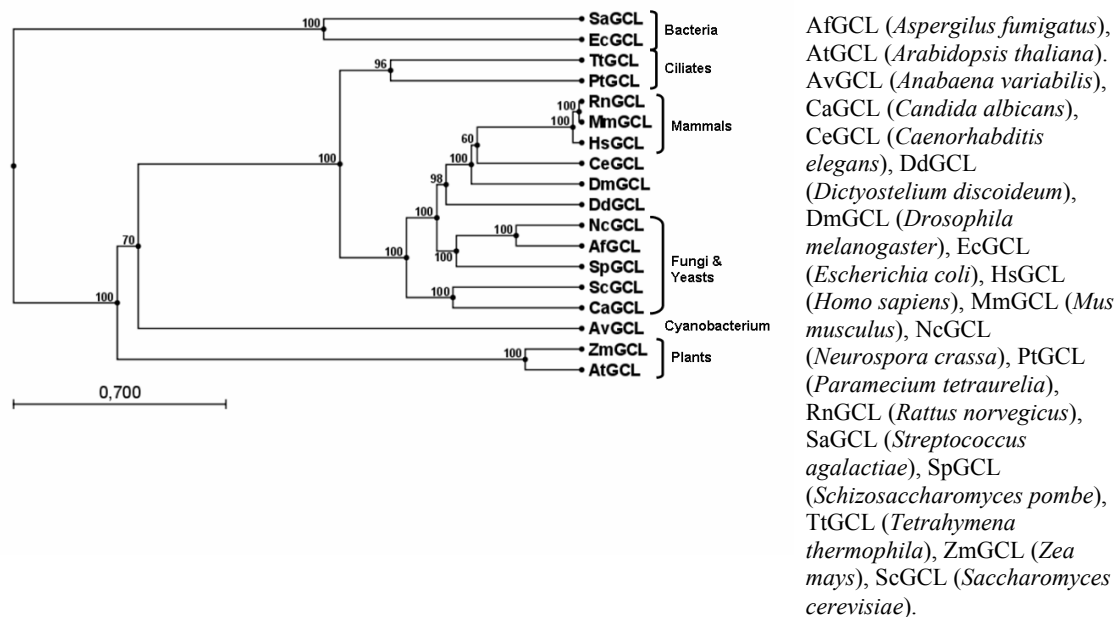 100
SaGCL
EcGCL
Bacteria
96
TtGCL
PtGCL
Ciliates
100
100
RnGCL
MmGCL
HsGCL
Mammals
60
CeGCL
100
100
DmGCL
98
DdGCL
100
100
NcGCL
AfGCL
100
SpGCL
Fungi &
Yeasts
70
100
ScGCL
CaGCL
100
AvGCL
Cyanobacterium
100
ZmGCL
AtGCL
Plants
0,700
AfGCL (Aspergilus fumigatus),
AtGCL (Arabidopsis thaliana).
AvGCL (Anabaena variabilis),
CaGCL (Candida albicans),
CeGCL (Caenorhabditis
elegans), DdGCL
(Dictyostelium discoideum),
DmGCL (Drosophila
melanogaster), EcGCL
(Escherichia coli), HsGCL
(Homo sapiens), MmGCL (Mus
musculus), NcGCL
(Neurospora crassa), PtGCL
(Paramecium tetraurelia),
RnGCL (Rattus norvegicus),
SaGCL (Streptococcus
agalactiae), SpGCL
(Schizosaccharomyces pombe),
TtGCL (Tetrahymena
thermophila), ZmGCL (Zea
mays), ScGCL (Saccharomyces
cerevisiae).